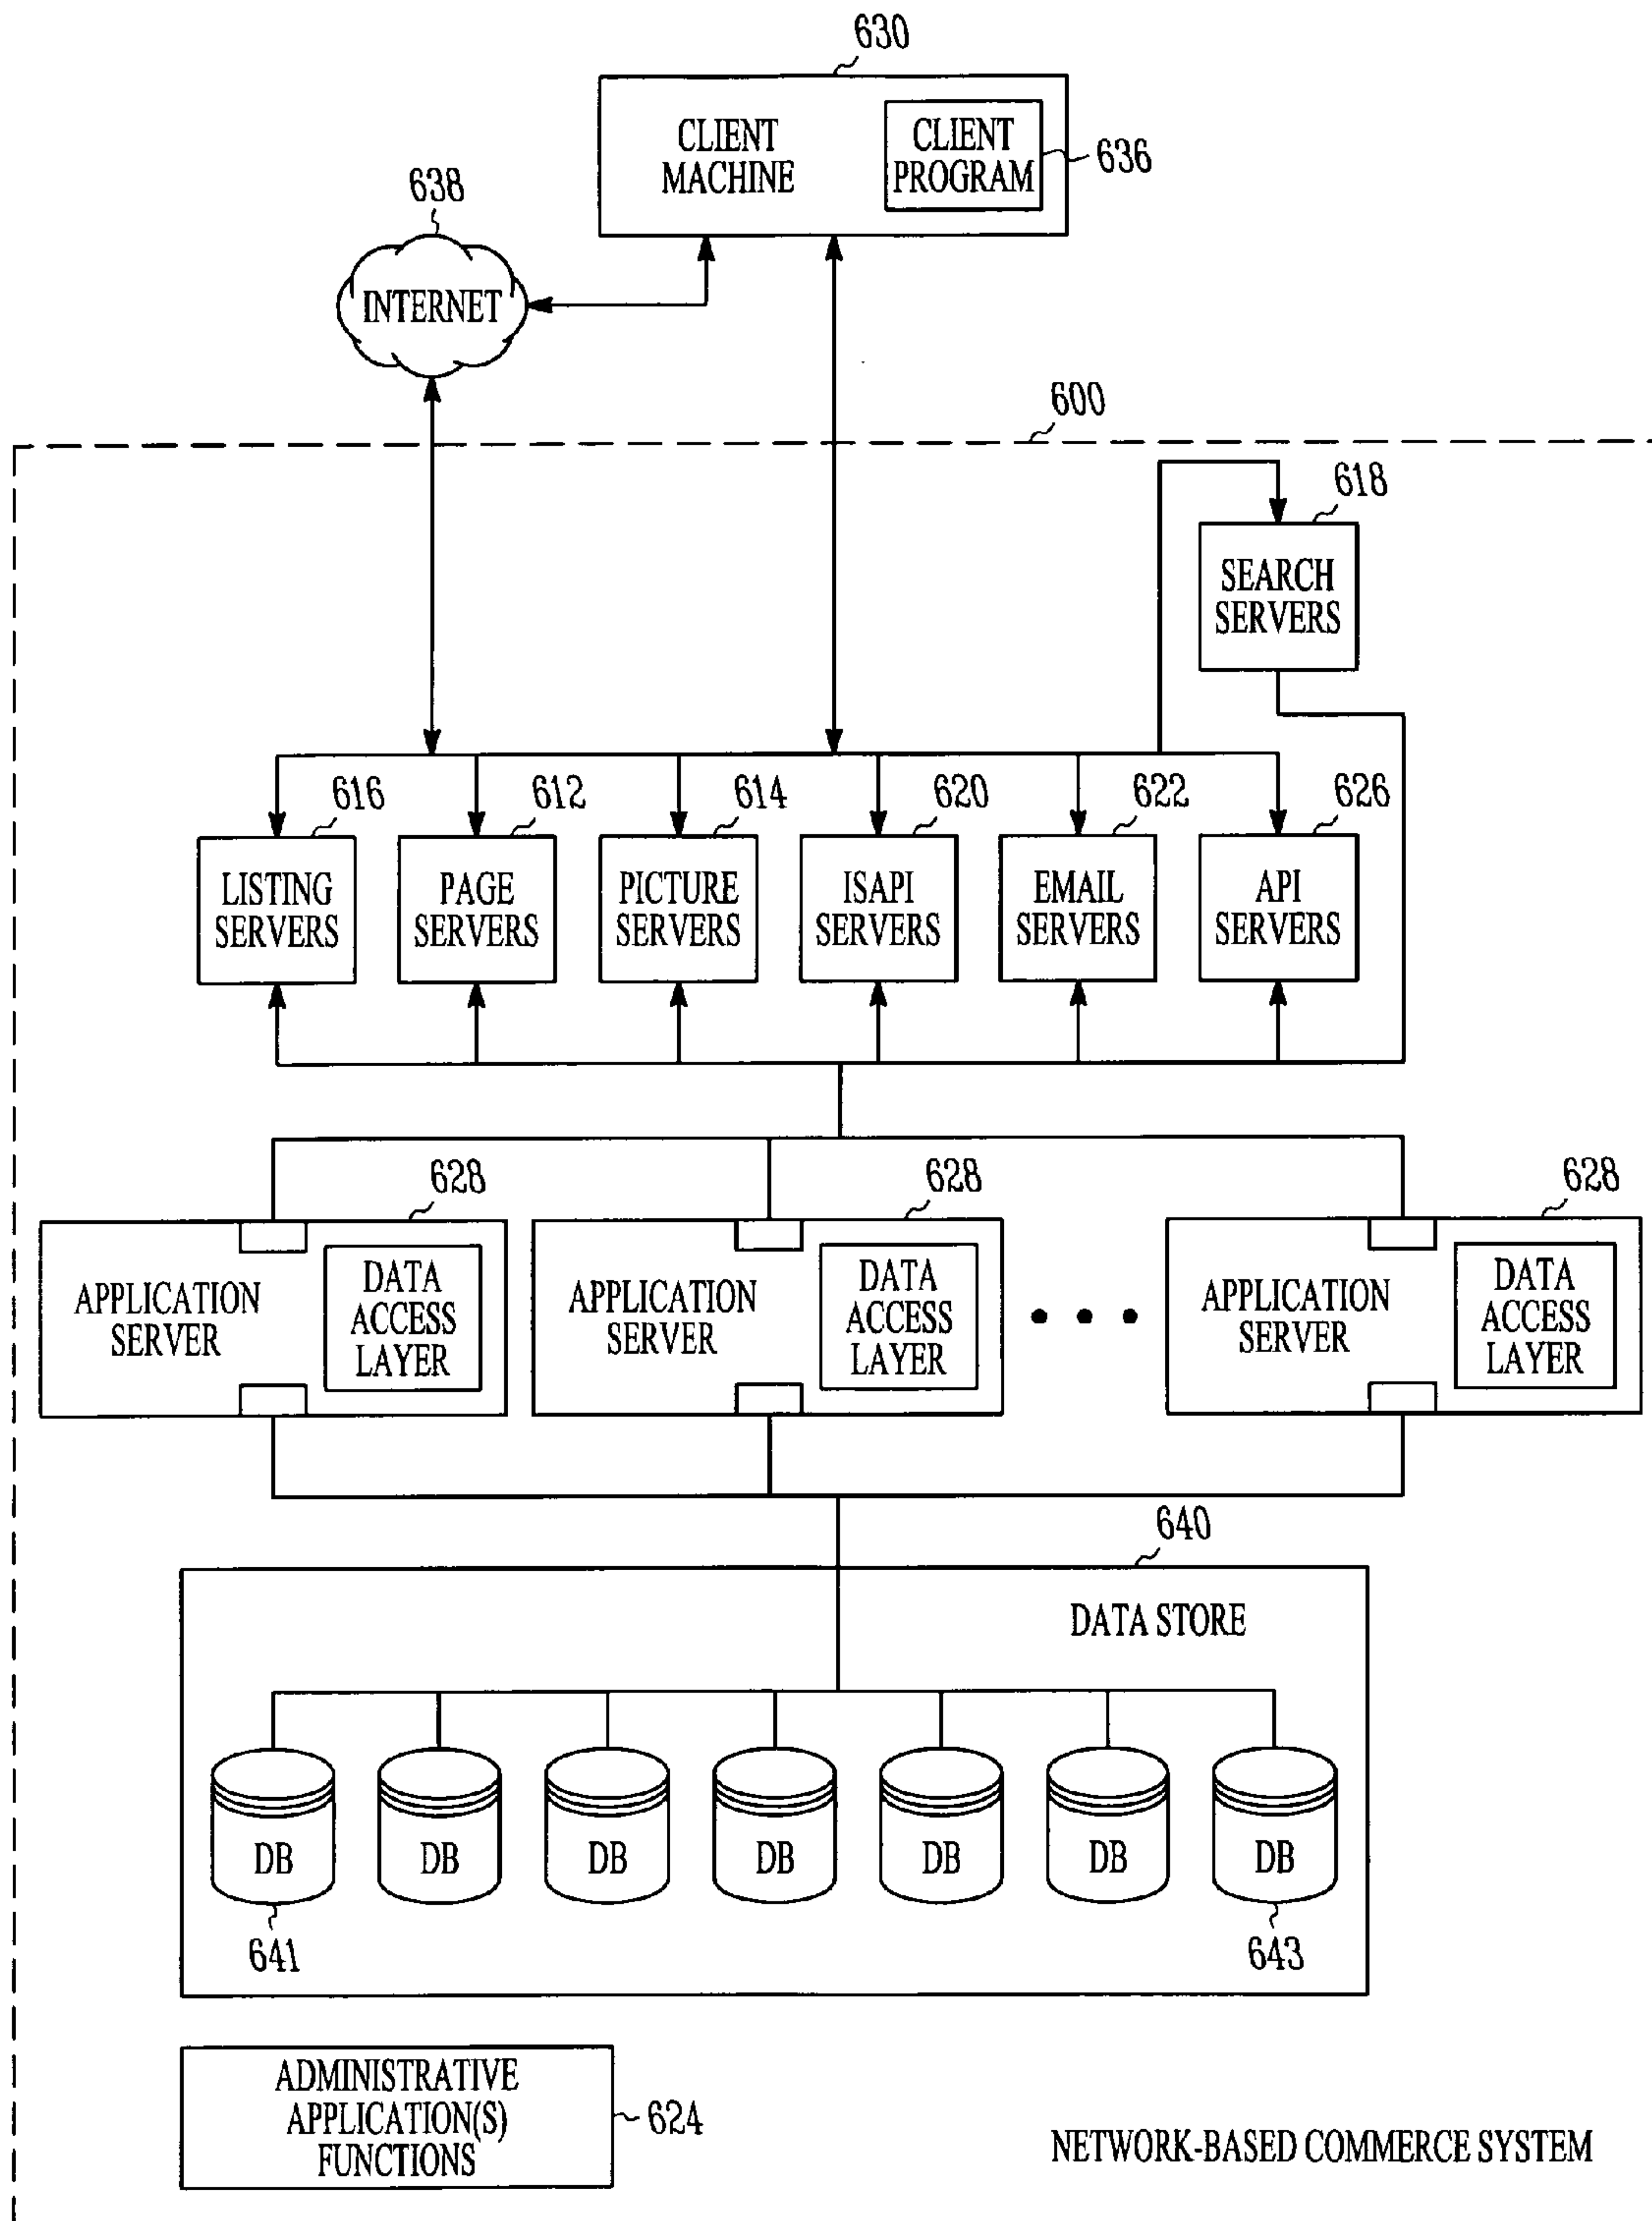 630
CLIENT
MACHINE
CLIENT
PROGRAM
636
638
INTERNET
600
618
SEARCH
SERVERS
616
612
614
620
622
626
LISTING
SERVERS
PAGE
SERVERS
PICTURE
SERVERS
ISAPI
SERVERS
EMAIL
SERVERS
API
SERVERS
628
628
628
APPLICATION
SERVER
DATA
ACCESS
LAYER
APPLICATION
SERVER
DATA
ACCESS
LAYER
APPLICATION
SERVER
DATA
ACCESS
LAYER
640
DATA STORE
DB
DB
DB
DB
DB
DB
DB
641
643
ADMINISTRATIVE
APPLICATION(S)
FUNCTIONS
624
NETWORK-BASED COMMERCE SYSTEM